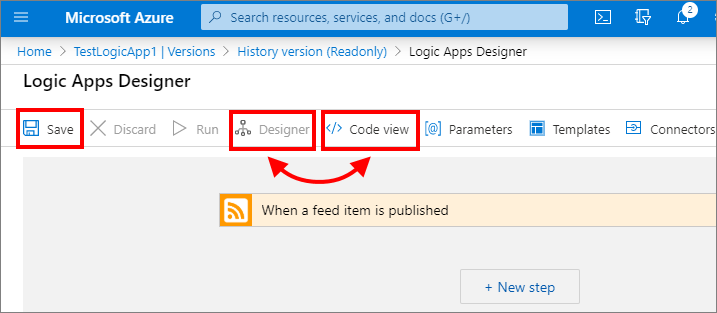 Microsoft Azure
Search resources, services, and docs (G+/)
2
Home > TestLogicApp1 | Versions > History version (Readonly) > Logic Apps Designer
Logic Apps Designer
Save Discard Run Designer </> Code view [@] Parameters Templates Connectors
When a feed item is published
+ New step